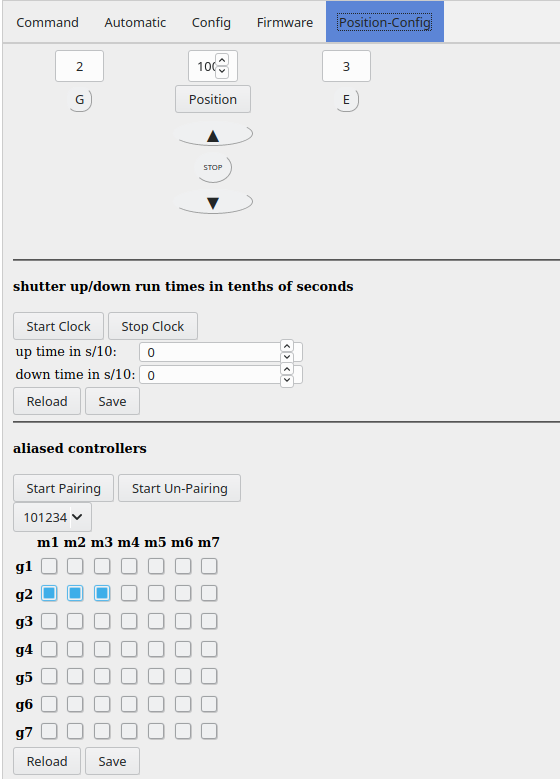 Command Automatic Config Firmware Position-Config
2 100 3
G Position E
▲
STOP
▼
shutter up/down run times in tenths of seconds
Start Clock Stop Clock
up time in s/10: 0
down time in s/10: 0
Reload Save
aliased controllers
Start Pairing Start Un-Pairing
101234
m1 m2 m3 m4 m5 m6 m7
g1
g2
g3
g4
g5
g6
g7
Reload Save